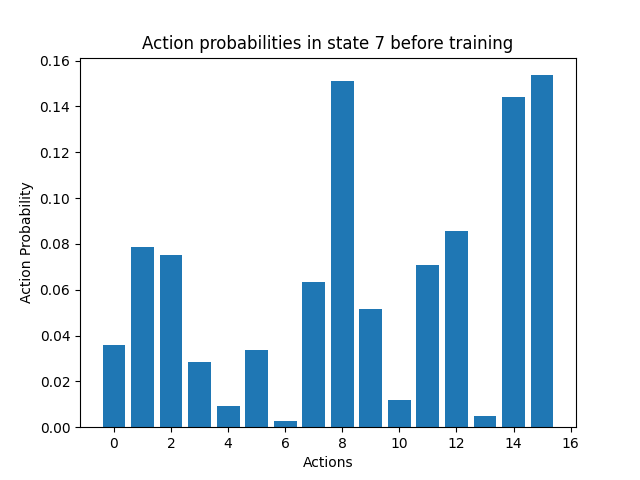 Action probabilities in state 7 before training
0.16
0.14
0.12
0.10
0.08
0.06
0.04
0.02
0.00
Action Probability
0 2 4 6 8 10 12 14 16
Actions